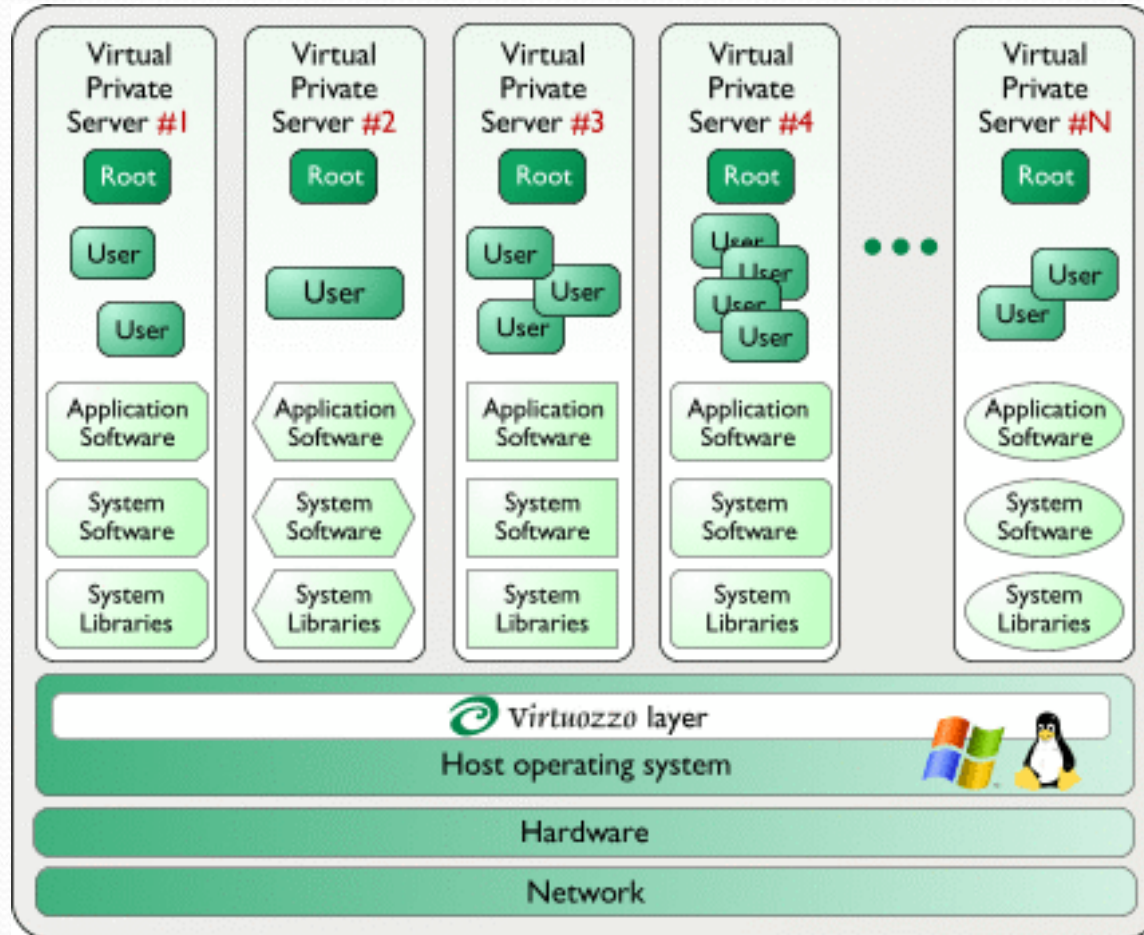 Virtual
Private
Server #1
Root
User
User
Application
Software
System
Software
System
Libraries
Virtual
Private
Server #2
Root
User
Application
Software
System
Software
System
Libraries
Virtual
Private
Server #3
Root
User
User
User
Application
Software
System
Software
System
Libraries
Virtual
Private
Server #4
Root
User
User
User
User
Application
Software
System
Software
System
Libraries
Virtual
Private
Server #N
Root
User
User
Application
Software
System
Software
System
Libraries
Virtuozzo layer
Host operating system
Hardware
Network